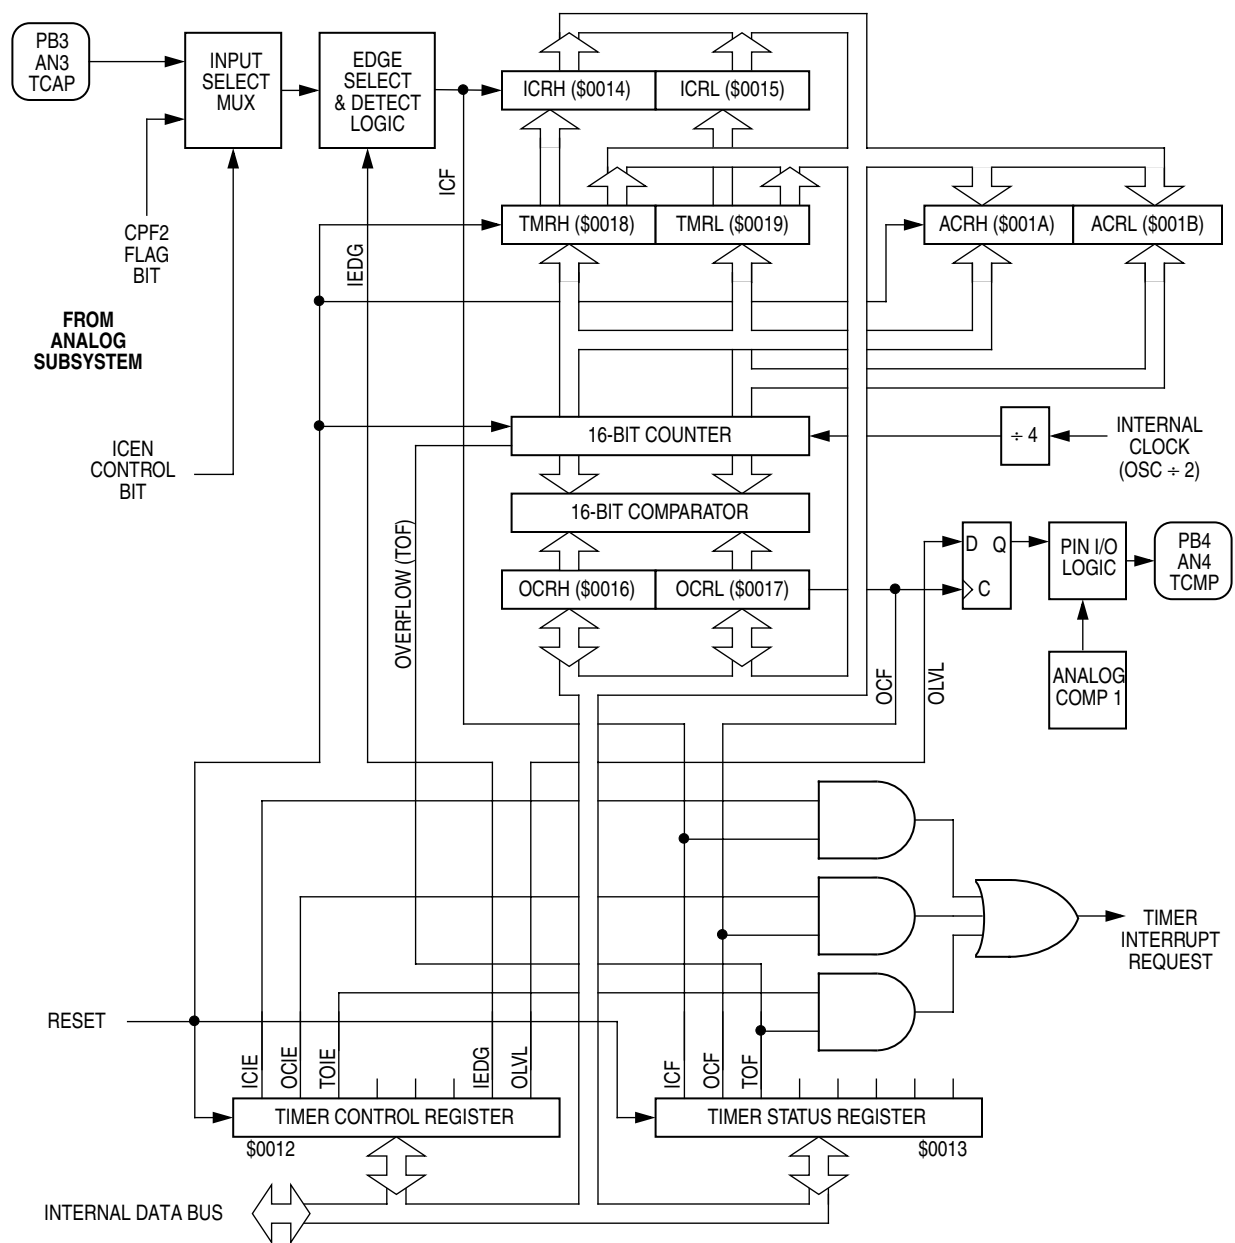 PB3
AN3
TCAP
INPUT
SELECT
MUX
EDGE
SELECT
& DETECT
LOGIC
ICRH ($0014)
ICRL ($0015)
ICF
TMRH ($0018)
TMRL ($0019)
ACRH ($001A)
ACRL ($001B)
CPF2
FLAG
BIT
IEDG
FROM
ANALOG
SUBSYSTEM
ICEN
CONTROL
BIT
16-BIT COUNTER
÷ 4
INTERNAL
CLOCK
(OSC ÷ 2)
16-BIT COMPARATOR
OVERFLOW (TOF)
D Q
C
PIN I/O
LOGIC
PB4
AN4
TCMP
OCRH ($0016)
OCRL ($0017)
OCF
OLVL
ANALOG
COMP 1
TIMER
INTERRUPT
REQUEST
RESET
ICIE
OCIE
TOIE
IEDG
OLVL
ICF
OCF
TOF
TIMER CONTROL REGISTER
TIMER STATUS REGISTER
$0012
$0013
INTERNAL DATA BUS